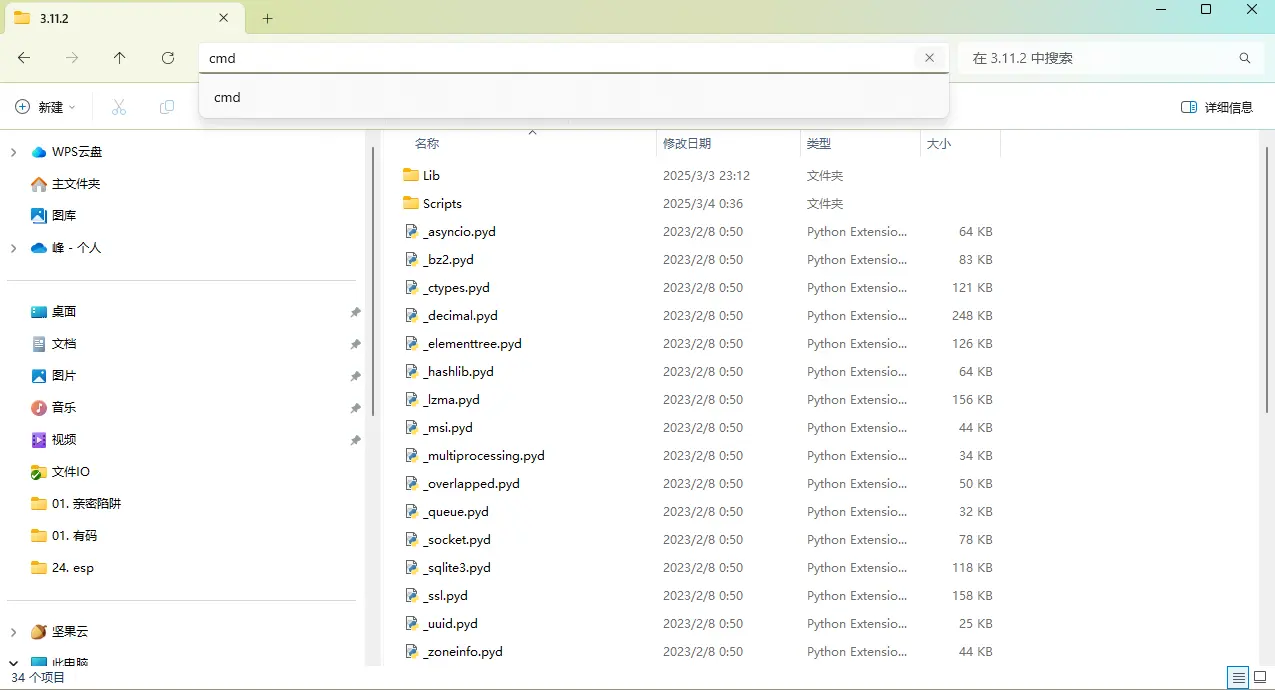 3.11.2
cmd
在 3.11.2 中搜索
cmd
新建
详细信息
WPS云盘
主文件夹
图库
峰 - 个人
桌面
文档
图片
音乐
视频
文件IO
01. 亲密陷阱
01. 有码
24. esp
坚果云
此电脑
名称 修改日期 类型 大小
Lib 2025/3/3 23:12 文件夹
Scripts 2025/3/4 0:36 文件夹
_asyncio.pyd 2023/2/8 0:50 Python Extensio... 64 KB
_bz2.pyd 2023/2/8 0:50 Python Extensio... 83 KB
_ctypes.pyd 2023/2/8 0:50 Python Extensio... 121 KB
_decimal.pyd 2023/2/8 0:50 Python Extensio... 248 KB
_elementtree.pyd 2023/2/8 0:50 Python Extensio... 126 KB
_hashlib.pyd 2023/2/8 0:50 Python Extensio... 64 KB
_lzma.pyd 2023/2/8 0:50 Python Extensio... 156 KB
_msi.pyd 2023/2/8 0:50 Python Extensio... 44 KB
_multiprocessing.pyd 2023/2/8 0:50 Python Extensio... 34 KB
_overlapped.pyd 2023/2/8 0:50 Python Extensio... 50 KB
_queue.pyd 2023/2/8 0:50 Python Extensio... 32 KB
_socket.pyd 2023/2/8 0:50 Python Extensio... 78 KB
_sqlite3.pyd 2023/2/8 0:50 Python Extensio... 118 KB
_ssl.pyd 2023/2/8 0:50 Python Extensio... 158 KB
_uuid.pyd 2023/2/8 0:50 Python Extensio... 25 KB
_zoneinfo.pyd 2023/2/8 0:50 Python Extensio... 44 KB
34 个项目